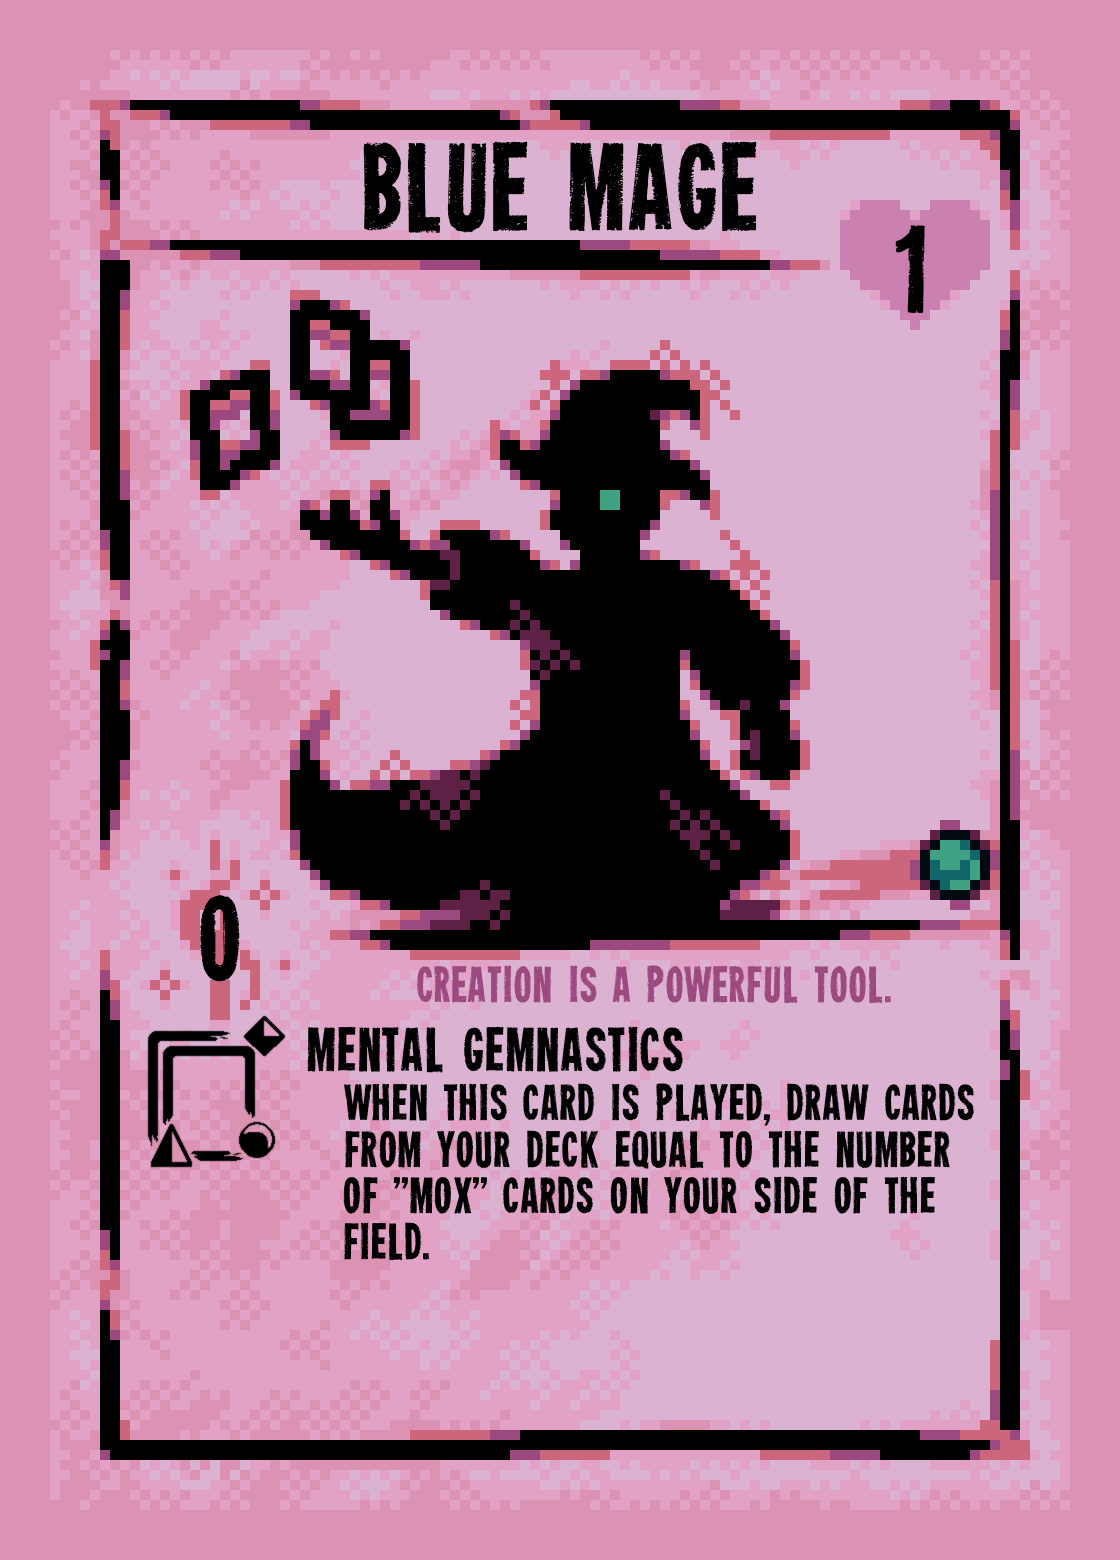 BLUE MAGE
1
0
CREATION IS A POWERFUL TOOL.
MENTAL GEMNASTICS
WHEN THIS CARD IS PLAYED, DRAW CARDS
FROM YOUR DECK EQUAL TO THE NUMBER
OF "MOX" CARDS ON YOUR SIDE OF THE
FIELD.